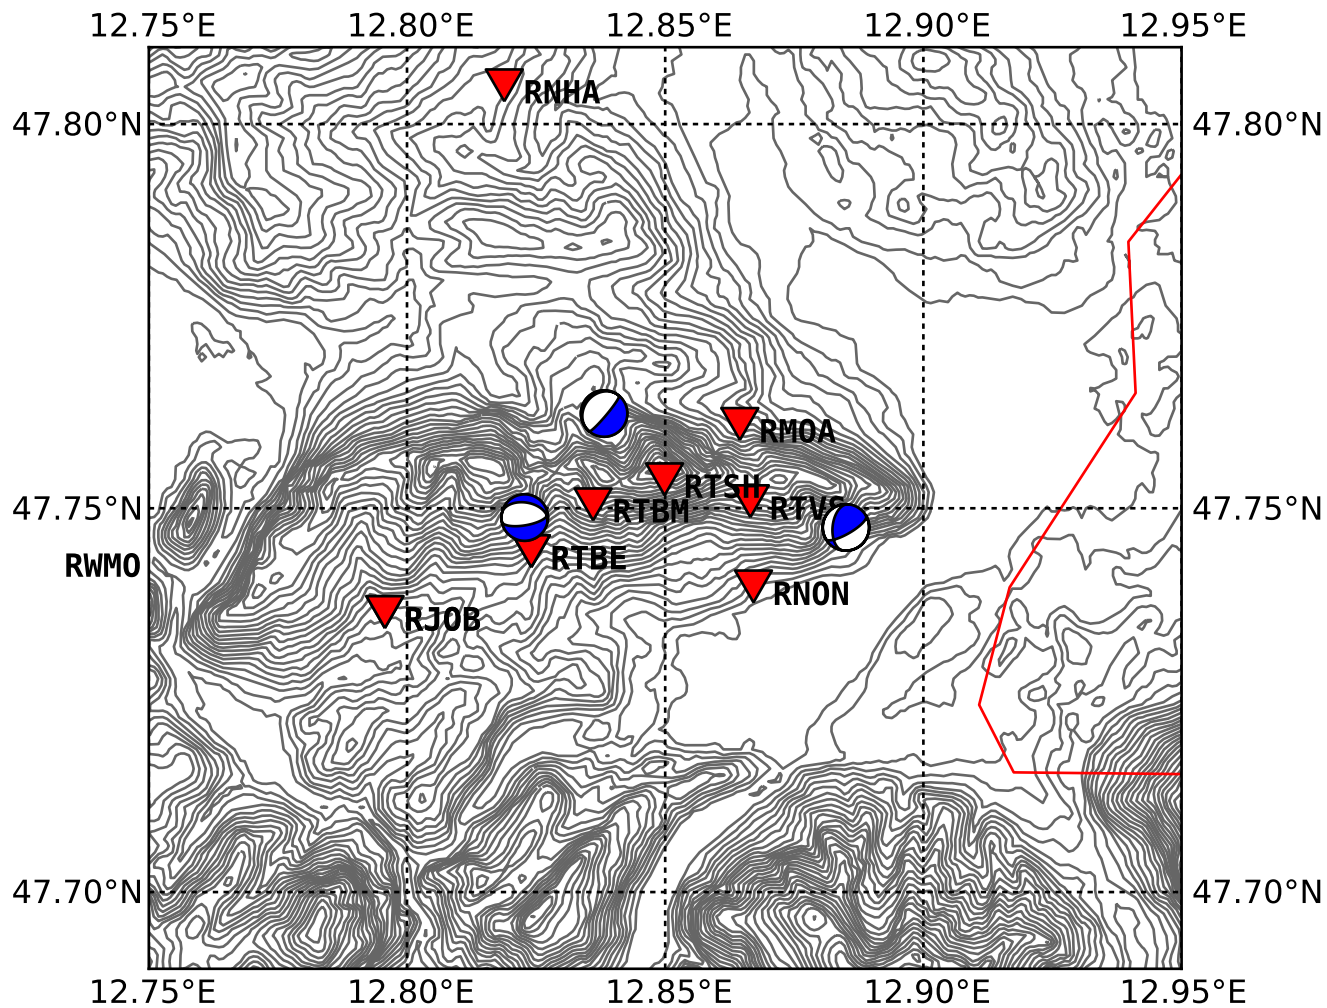 12.75°E 12.80°E 12.85°E 12.90°E 12.95°E
RNHA
47.80°N 47.80°N
RMOA
RTSH
47.75°N RTBM RTVS 47.75°N
RTBE
RWMO
RNON
RJOB
47.70°N 47.70°N
12.75°E 12.80°E 12.85°E 12.90°E 12.95°E